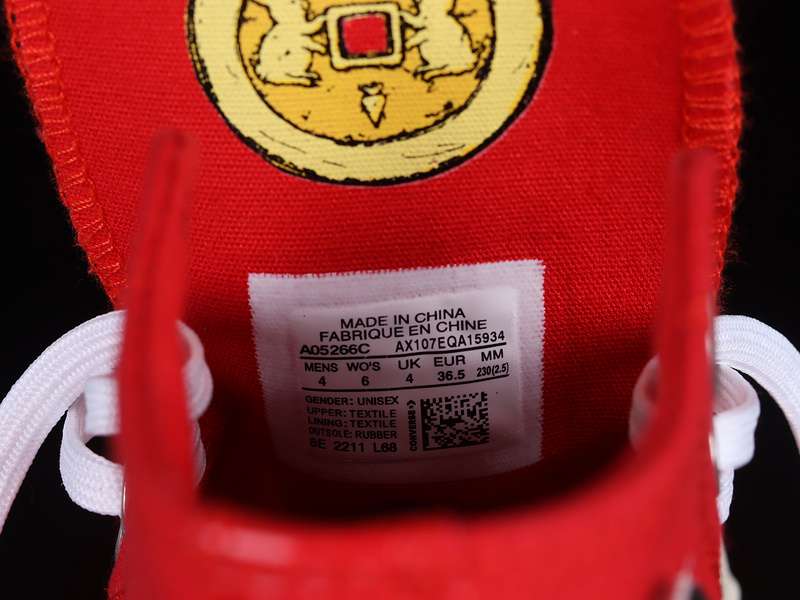 MADE IN CHINA
FABRIQUE EN CHINE
A05266C AX107EQA15934
MENS WO'S UK EUR MM
4 6 4 36.5 230(2.5)
GENDER: UNISEX
UPPER: TEXTILE
LINING: TEXTILE
OUTSOLE: RUBBER
SE 2211 L68
CONVERSE